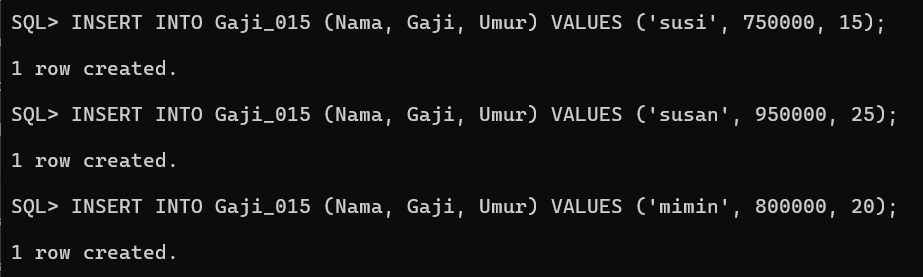 SQL> INSERT INTO Gaji_015 (Nama, Gaji, Umur) VALUES ('susi', 750000, 15);
1 row created.
SQL> INSERT INTO Gaji_015 (Nama, Gaji, Umur) VALUES ('susan', 950000, 25);
1 row created.
SQL> INSERT INTO Gaji_015 (Nama, Gaji, Umur) VALUES ('mimin', 800000, 20);
1 row created.